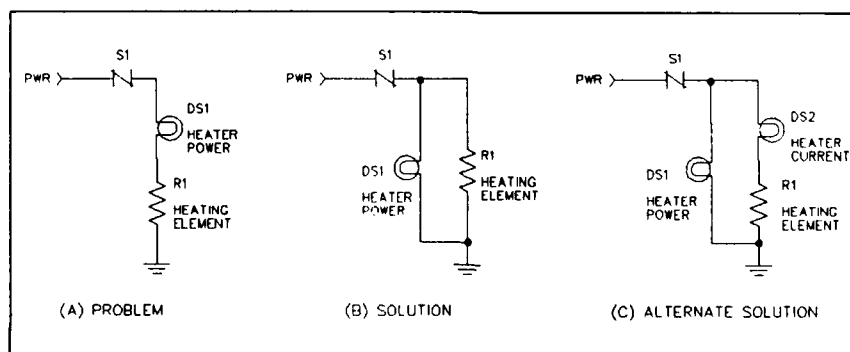 S1
PWR
DS1
HEATER
POWER
R1
HEATING
ELEMENT
(A) PROBLEM
S1
PWR
DS1
HEATER
POWER
R1
HEATING
ELEMENT
(B) SOLUTION
S1
PWR
DS2
HEATER
CURRENT
DS1
HEATER
POWER
R1
HEATING
ELEMENT
(C) ALTERNATE SOLUTION